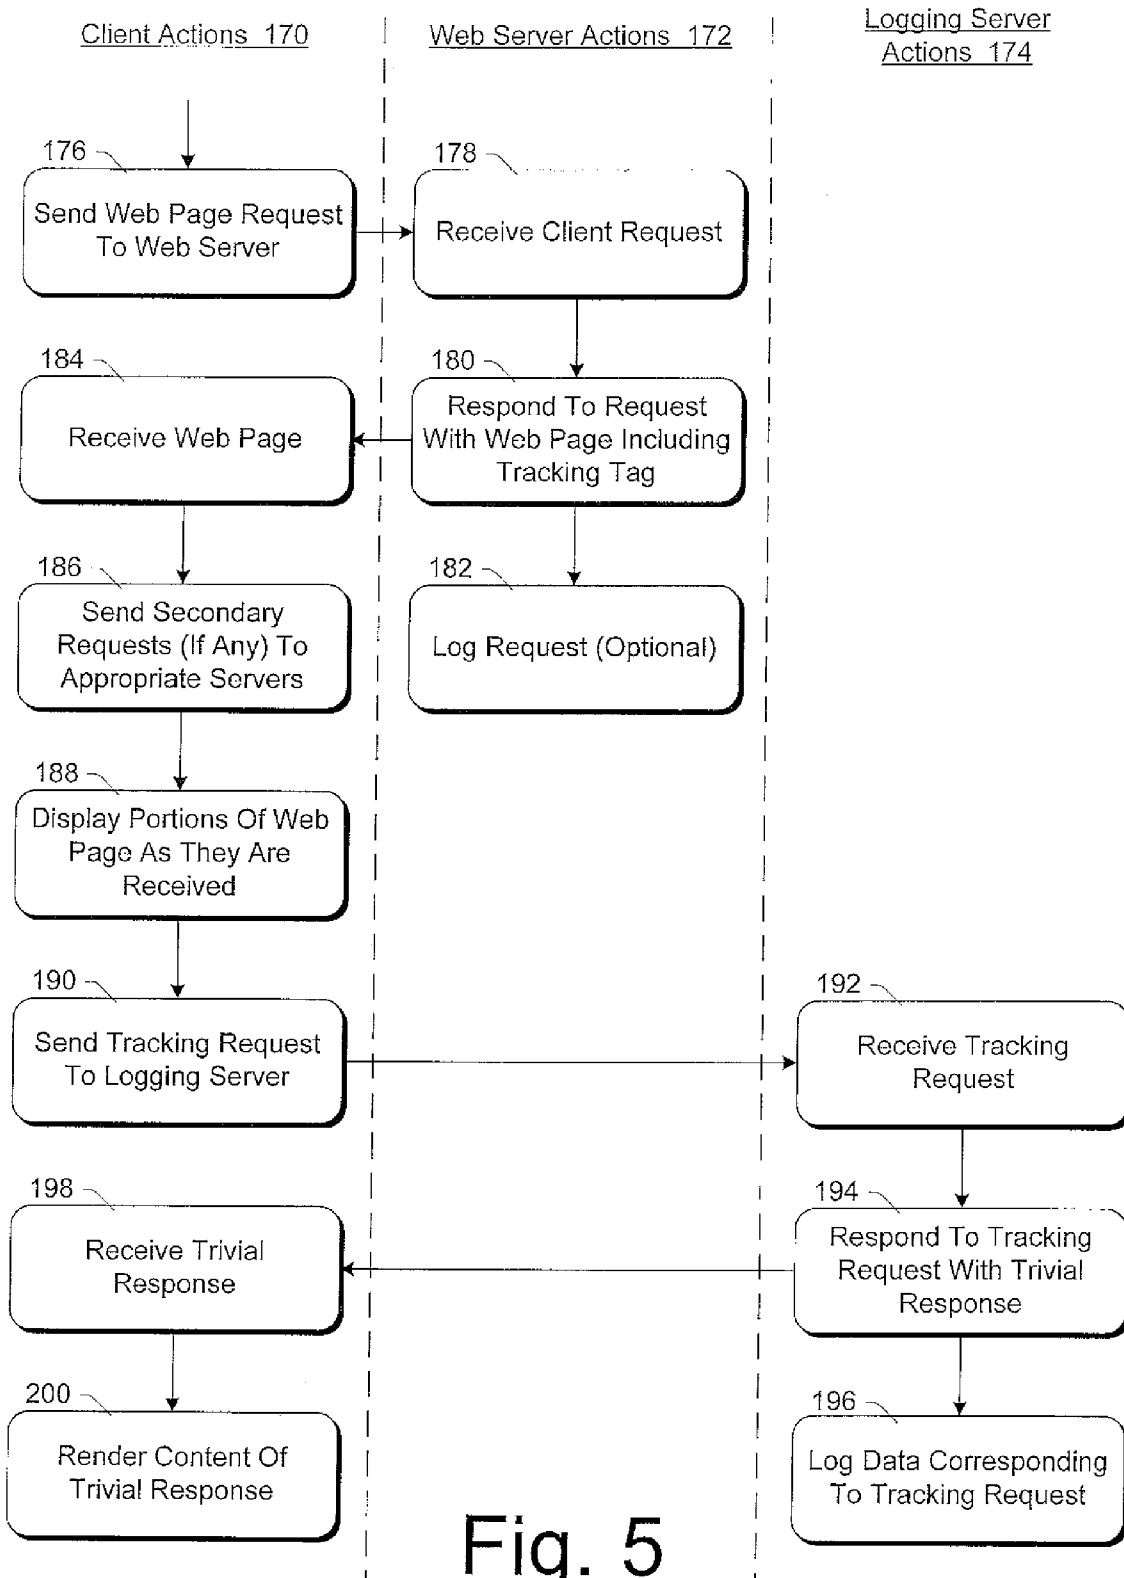 Client Actions 170
Web Server Actions 172
Logging Server
Actions 174
176
Send Web Page Request
To Web Server
178
Receive Client Request
184
Receive Web Page
180
Respond To Request
With Web Page Including
Tracking Tag
186
Send Secondary
Requests (If Any) To
Appropriate Servers
182
Log Request (Optional)
188
Display Portions Of Web
Page As They Are
Received
190
Send Tracking Request
To Logging Server
192
Receive Tracking
Request
198
Receive Trivial
Response
194
Respond To Tracking
Request With Trivial
Response
200
Render Content Of
Trivial Response
196
Log Data Corresponding
To Tracking Request
Fig. 5